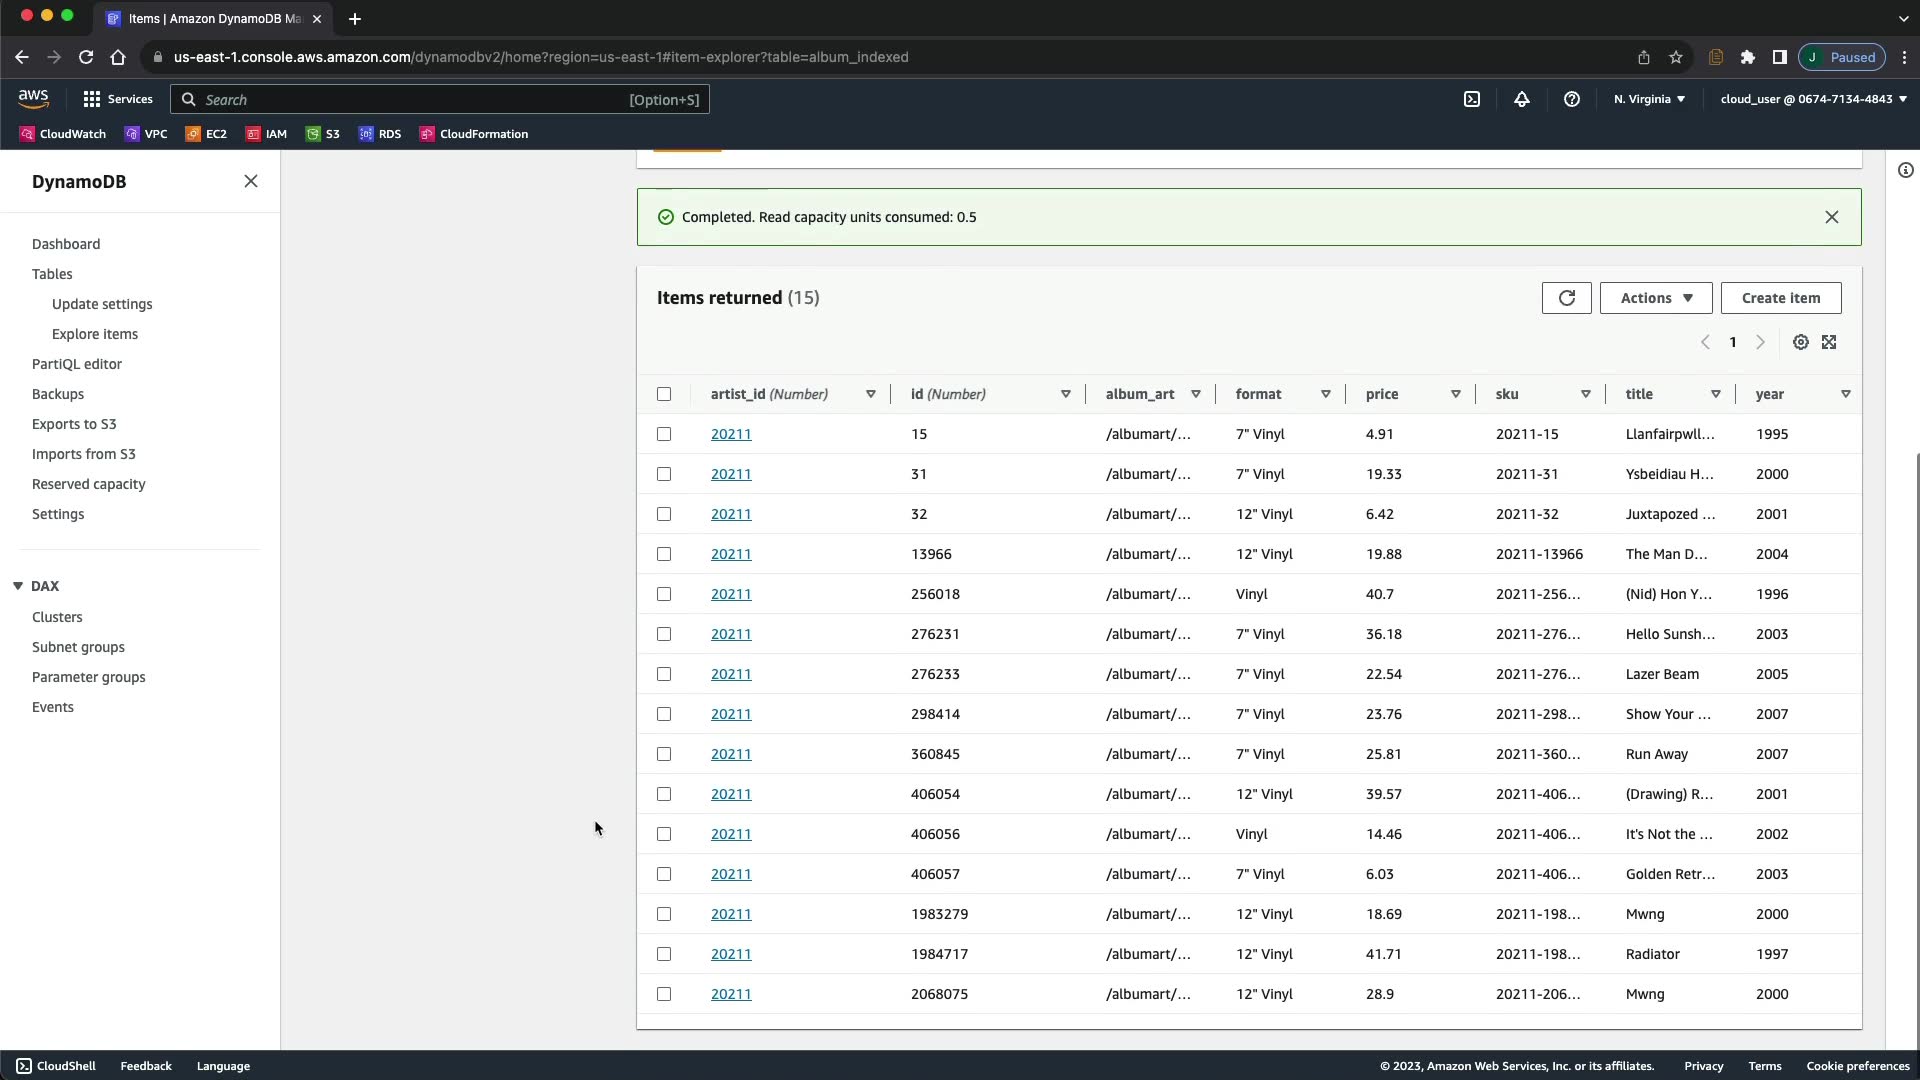 Items | Amazon DynamoDB Ma
us-east-1.console.aws.amazon.com/dynamodbv2/home?region=us-east-1#item-explorer?table=album_indexed
J Paused
aws Services Search [Option+S] N. Virginia cloud_user @ 0674-7134-4843
CloudWatch VPC EC2 IAM S3 RDS CloudFormation
DynamoDB
Dashboard
Tables
Update settings
Explore items
PartiQL editor
Backups
Exports to S3
Imports from S3
Reserved capacity
Settings
DAX
Clusters
Subnet groups
Parameter groups
Events
Completed. Read capacity units consumed: 0.5
Items returned (15)
Actions Create item
1
artist_id (Number) id (Number) album_art format price sku title year
20211 15 /albumart/... 7" Vinyl 4.91 20211-15 Llanfairpwll... 1995
20211 31 /albumart/... 7" Vinyl 19.33 20211-31 Ysbeidiau H... 2000
20211 32 /albumart/... 12" Vinyl 6.42 20211-32 Juxtapozed ... 2001
20211 13966 /albumart/... 12" Vinyl 19.88 20211-13966 The Man D... 2004
20211 256018 /albumart/... Vinyl 40.7 20211-256... (Nid) Hon Y... 1996
20211 276231 /albumart/... 7" Vinyl 36.18 20211-276... Hello Sunsh... 2003
20211 276233 /albumart/... 7" Vinyl 22.54 20211-276... Lazer Beam 2005
20211 298414 /albumart/... 7" Vinyl 23.76 20211-298... Show Your ... 2007
20211 360845 /albumart/... 7" Vinyl 25.81 20211-360... Run Away 2007
20211 406054 /albumart/... 12" Vinyl 39.57 20211-406... (Drawing) R... 2001
20211 406056 /albumart/... Vinyl 14.46 20211-406... It's Not the ... 2002
20211 406057 /albumart/... 7" Vinyl 6.03 20211-406... Golden Retr... 2003
20211 1983279 /albumart/... 12" Vinyl 18.69 20211-198... Mwng 2000
20211 1984717 /albumart/... 12" Vinyl 41.71 20211-198... Radiator 1997
20211 2068075 /albumart/... 12" Vinyl 28.9 20211-206... Mwng 2000
CloudShell Feedback Language © 2023, Amazon Web Services, Inc. or its affiliates. Privacy Terms Cookie preferences